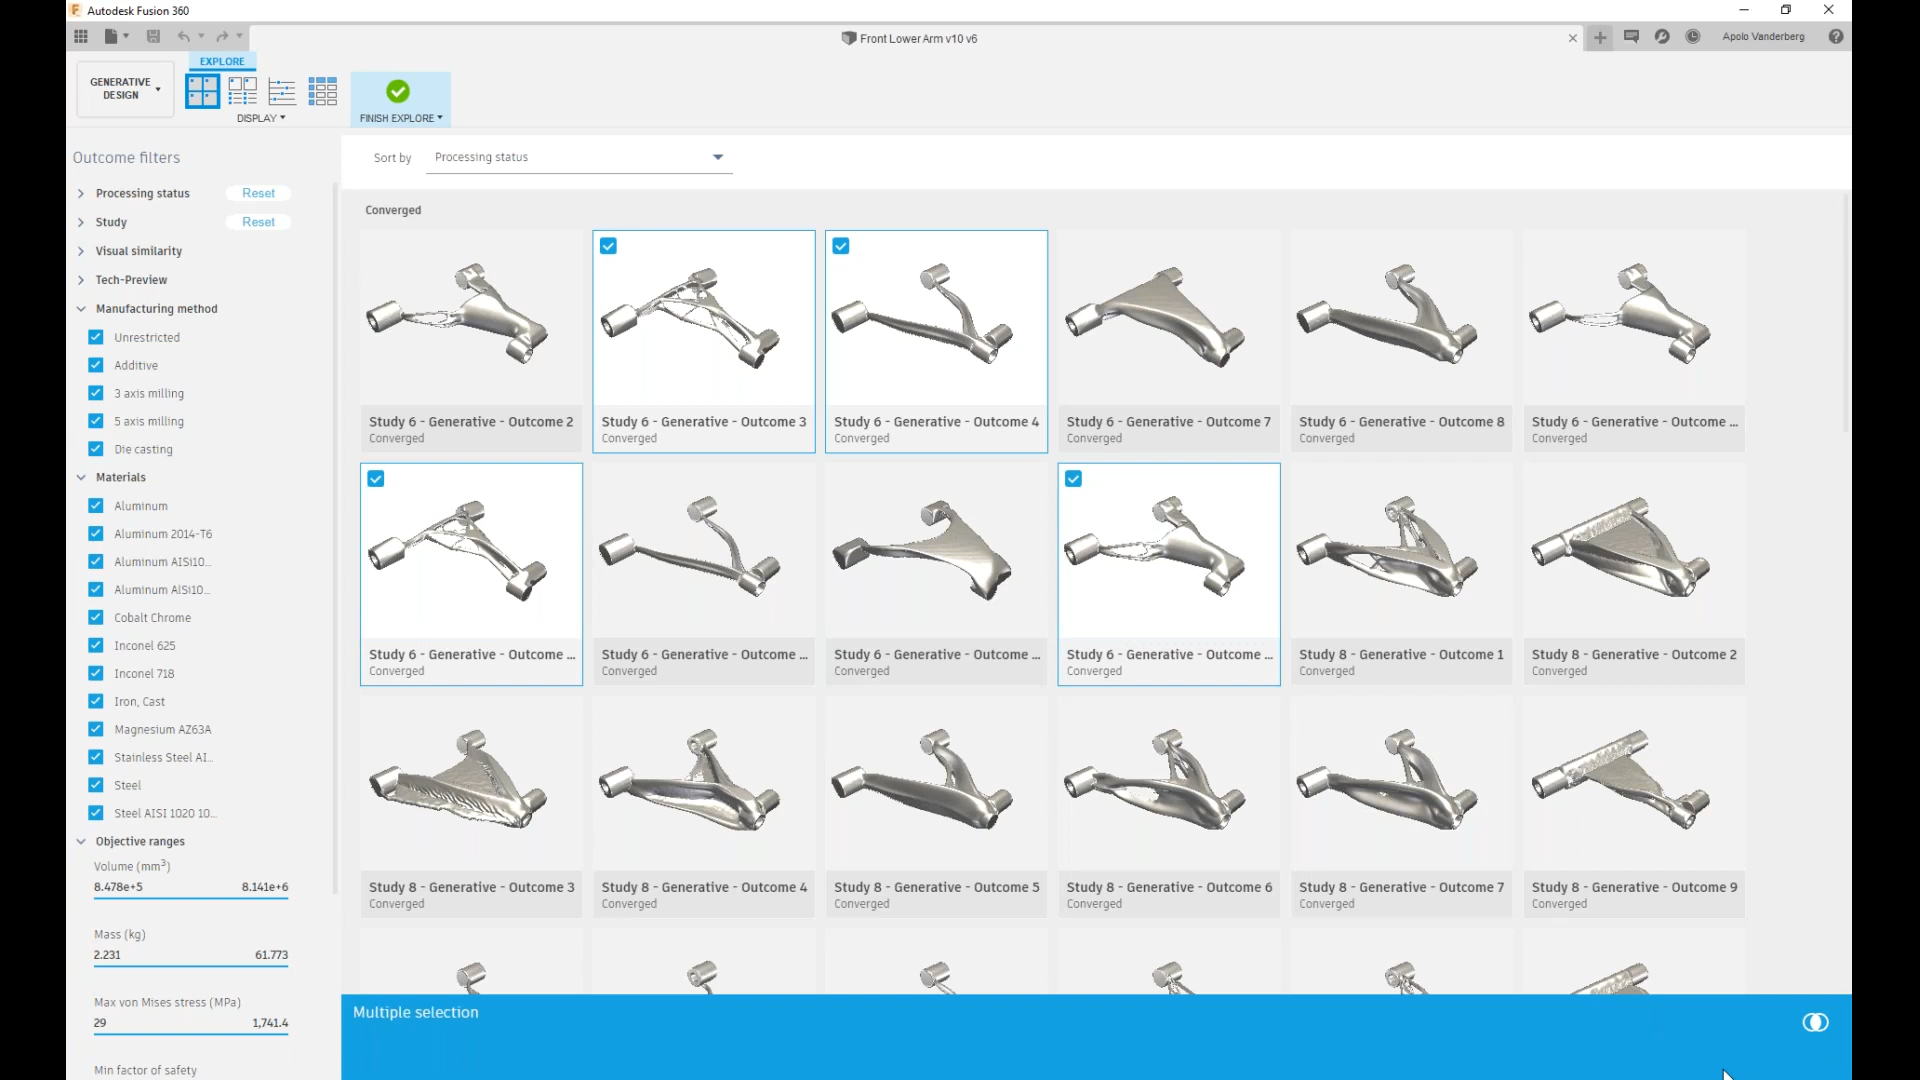 Autodesk Fusion 360
Front Lower Arm v10 v6
Apolo Vanderberg
EXPLORE
GENERATIVE
DESIGN
DISPLAY
FINISH EXPLORE
Outcome filters
Processing status Reset
Study Reset
Visual similarity
Tech-Preview
Manufacturing method
Unrestricted
Additive
3 axis milling
5 axis milling
Die casting
Materials
Aluminum
Aluminum 2014-T6
Aluminum AISi10...
Aluminum AlSi10...
Cobalt Chrome
Inconel 625
Inconel 718
Iron, Cast
Magnesium AZ63A
Stainless Steel AI...
Steel
Steel AISI 1020 10...
Objective ranges
Volume (mm³)
8.478e+5 8.141e+6
Mass (kg)
2.231 61.773
Max von Mises stress (MPa)
29 1,741.4
Min factor of safety
Sort by Processing status
Converged
Study 6 - Generative - Outcome 2
Converged
Study 6 - Generative - Outcome 3
Converged
Study 6 - Generative - Outcome 4
Converged
Study 6 - Generative - Outcome 7
Converged
Study 6 - Generative - Outcome 8
Converged
Study 6 - Generative - Outcome ...
Converged
Study 6 - Generative - Outcome ...
Converged
Study 6 - Generative - Outcome ...
Converged
Study 6 - Generative - Outcome ...
Converged
Study 6 - Generative - Outcome ...
Converged
Study 8 - Generative - Outcome 1
Converged
Study 8 - Generative - Outcome 2
Converged
Study 8 - Generative - Outcome 3
Converged
Study 8 - Generative - Outcome 4
Converged
Study 8 - Generative - Outcome 5
Converged
Study 8 - Generative - Outcome 6
Converged
Study 8 - Generative - Outcome 7
Converged
Study 8 - Generative - Outcome 9
Converged
Multiple selection